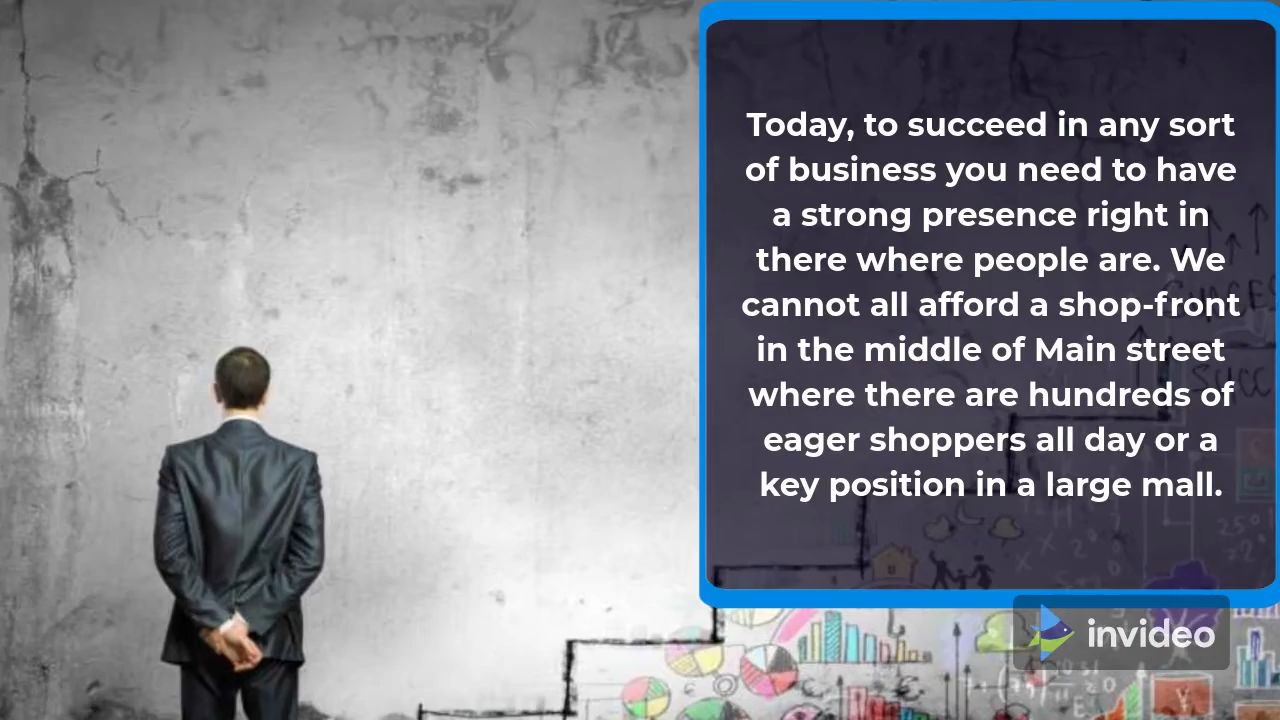 Today, to succeed in any sort
of business you need to have
a strong presence right in
there where people are. We
cannot all afford a shop-front
in the middle of Main street
where there are hundreds of
eager shoppers all day or a
key position in a large mall.
invideo